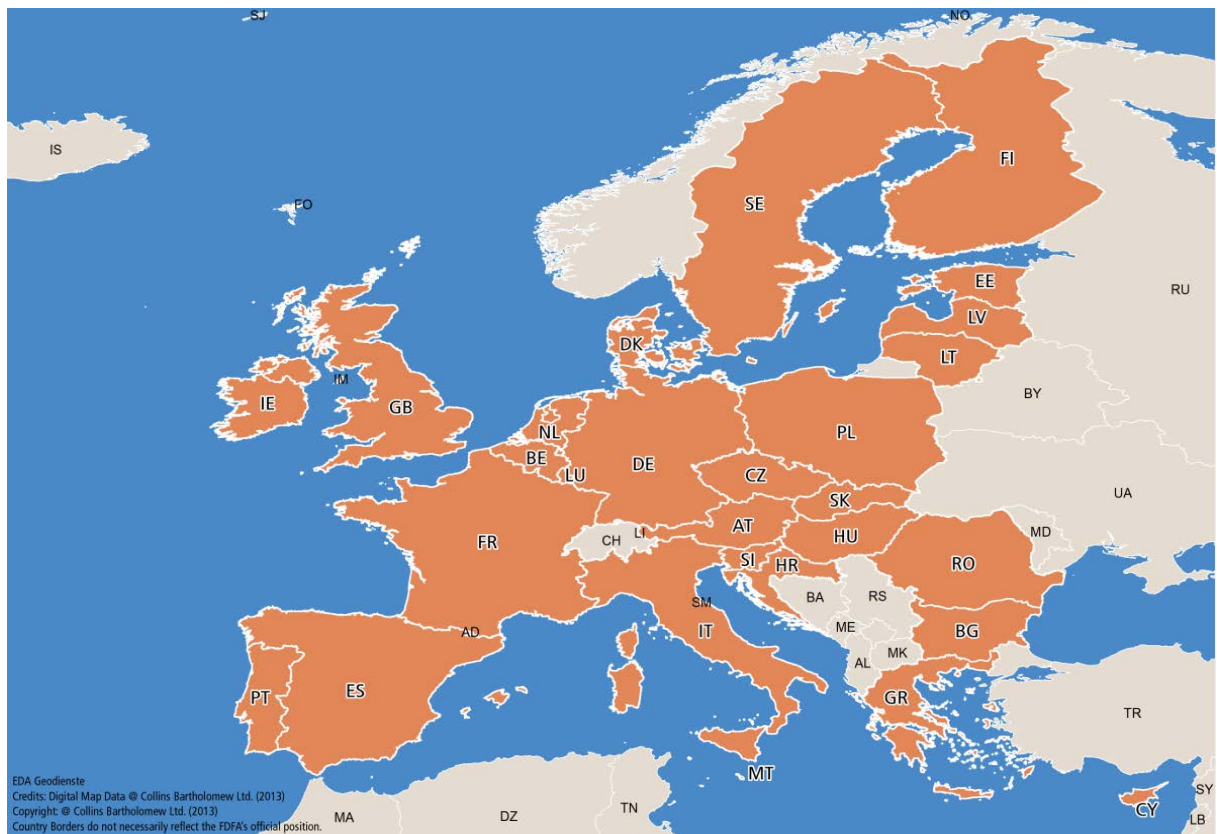 SJ
NO
IS
FI
FO
SE
EE
RU
LV
DK
LT
IM
BY
IE
GB
NL
PL
BE
DE
LU
CZ
UA
SK
AT
MD
FR
CH
LI
HU
SI
HR
RO
BA
RS
SM
ME
IT
BG
AD
MK
AL
PT
ES
GR
TR
MT
EDA Geodienste
Credits: Digital Map Data @ Collins Bartholomew Ltd. (2013)
Copyright: @ Collins Bartholomew Ltd. (2013)
Country Borders do not necessarily reflect the FDFA's official position.
MA
DZ
TN
CY
SY
LB